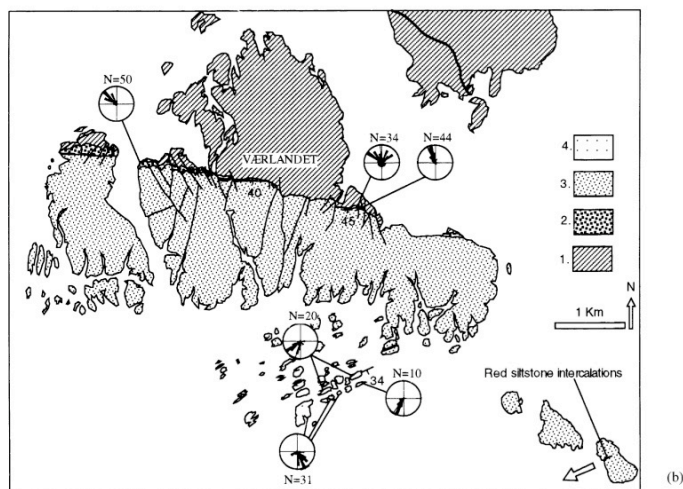 N=50
N=34
N=44
VÆRLANDET
40
45
4.
3.
2.
1.
N
1 Km
N=20
34
N=10
Red siltstone intercalations
N=31
(b)